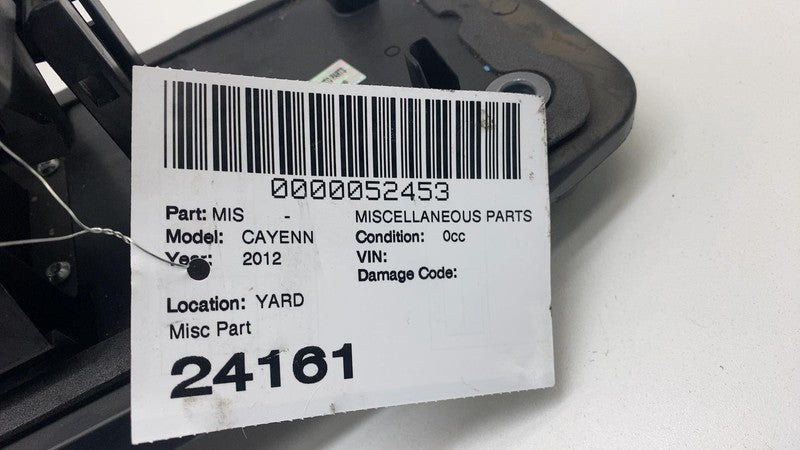 0000052453
Part: MIS - MISCELLANEOUS PARTS
Model: CAYENN Condition: 0cc
Year: 2012 VIN:
Damage Code:
Location: YARD
Misc Part
24161